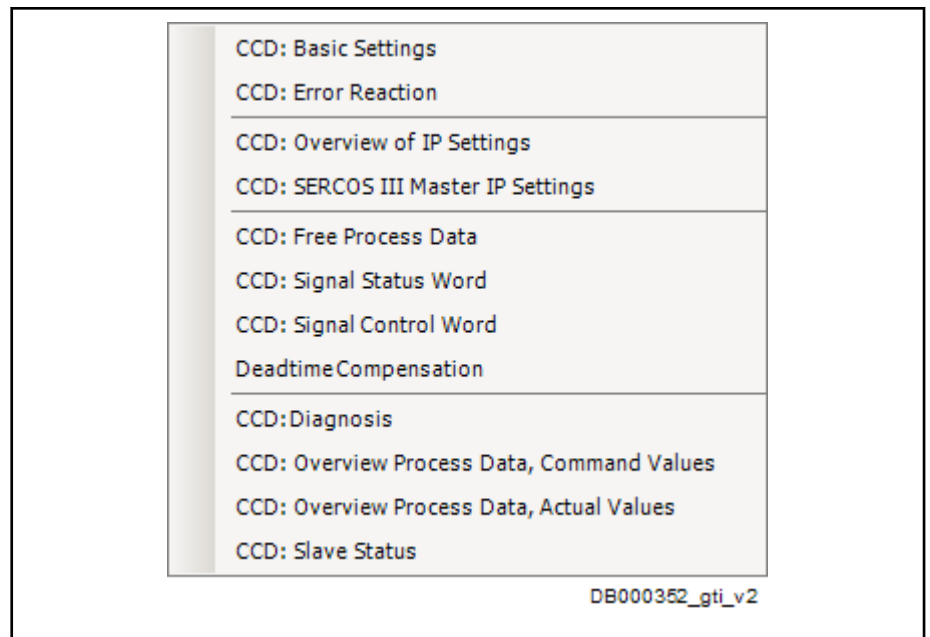 CCD: Basic Settings
CCD: Error Reaction
CCD: Overview of IP Settings
CCD: SERCOS III Master IP Settings
CCD: Free Process Data
CCD: Signal Status Word
CCD: Signal Control Word
DeadtimeCompensation
CCD:Diagnosis
CCD: Overview Process Data, Command Values
CCD: Overview Process Data, Actual Values
CCD: Slave Status
DB000352_gti_v2